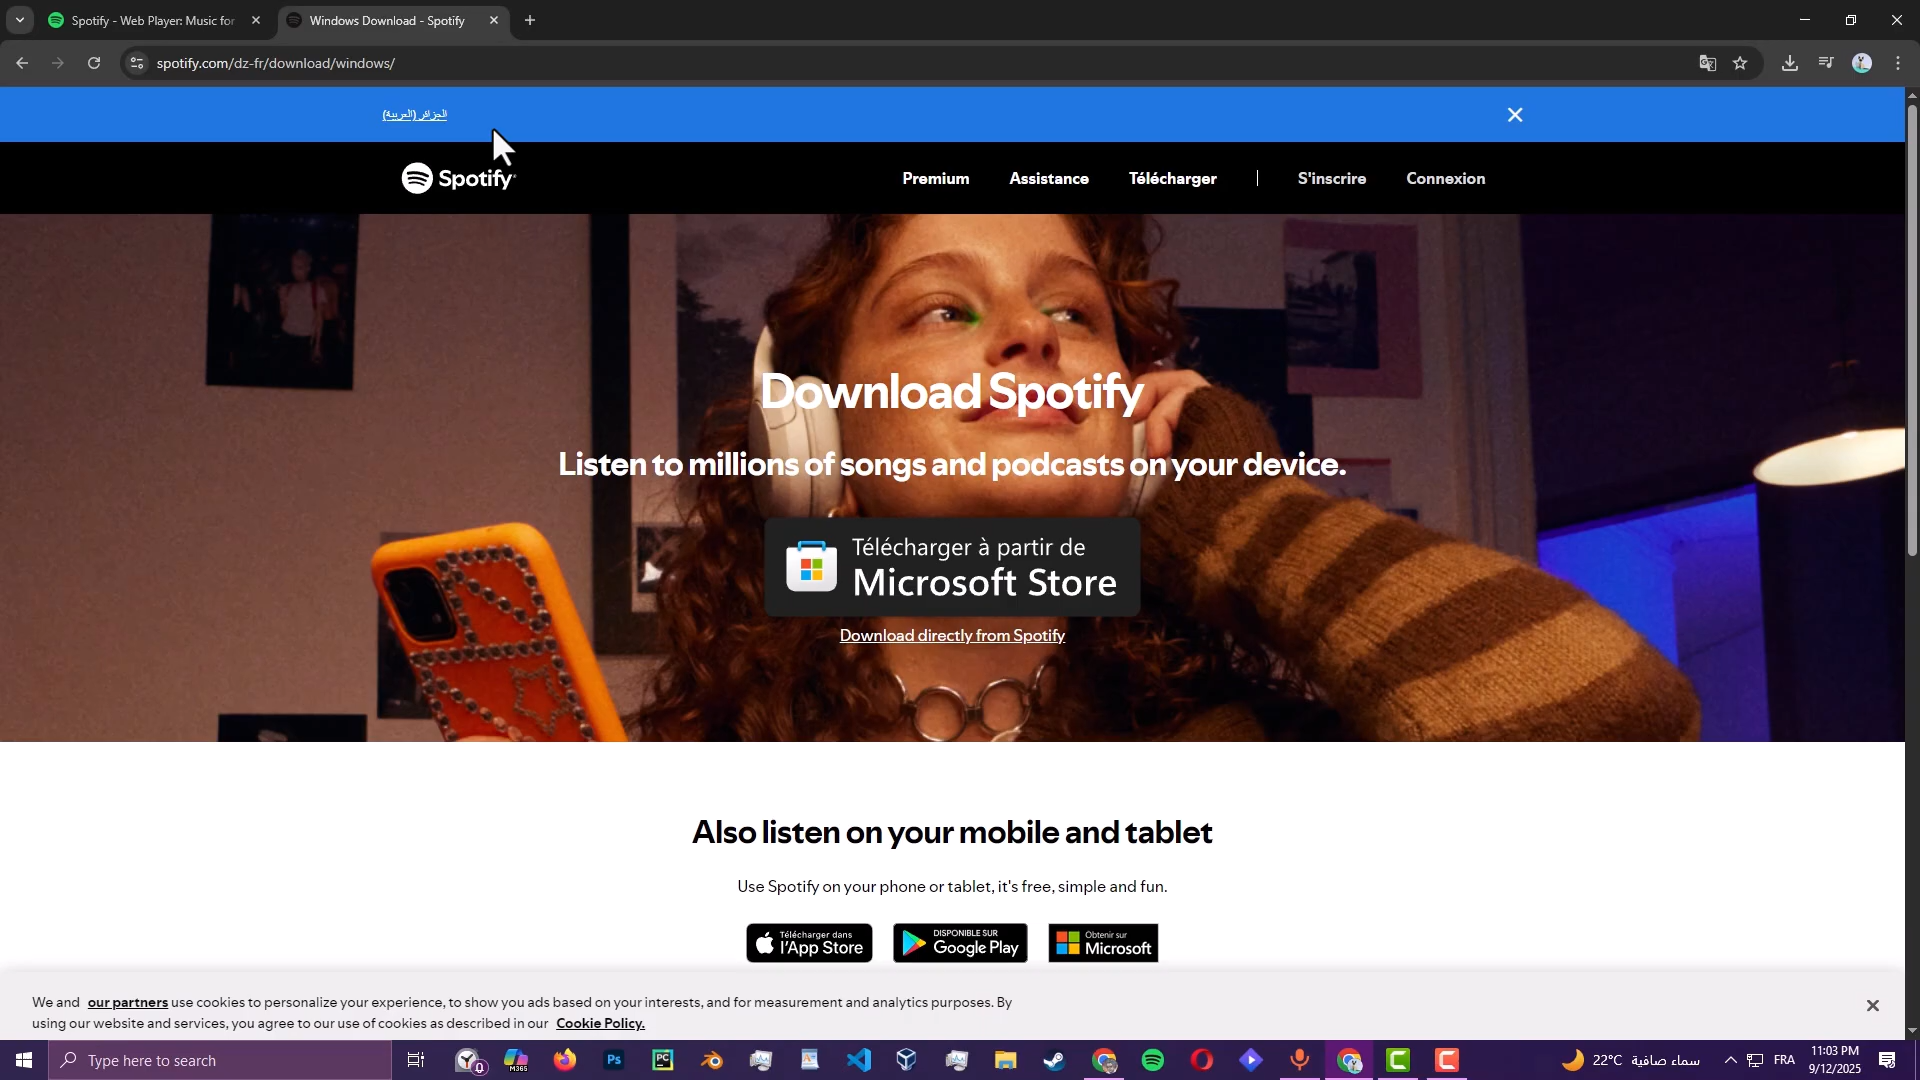 Spotify - Web Player: Music for
Windows Download - Spotify
spotify.com/dz-fr/download/windows/
الجزائر (العربية)
Spotify
Premium
Assistance
Télécharger
S'inscrire
Connexion
Download Spotify
Listen to millions of songs and podcasts on your device.
Télécharger à partir de
Microsoft Store
Download directly from Spotify
Also listen on your mobile and tablet
Use Spotify on your phone or tablet, it's free, simple and fun.
Télécharger dans
l'App Store
DISPONIBLE SUR
Google Play
Obtenir sur
Microsoft
We and our partners use cookies to personalize your experience, to show you ads based on your interests, and for measurement and analytics purposes. By
using our website and services, you agree to our use of cookies as described in our Cookie Policy.
Type here to search
0
M365
Ps
PC
22°C سماء صافية
FRA
11:03 PM
9/12/2025